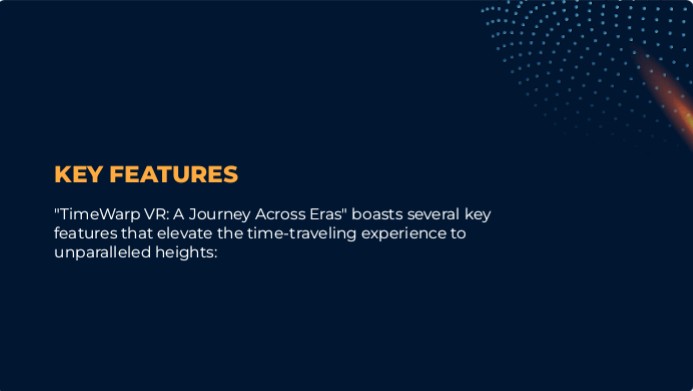 KEY FEATURES
"TimeWarp VR: A Journey Across Eras" boasts several key
features that elevate the time-traveling experience to
unparalleled heights: